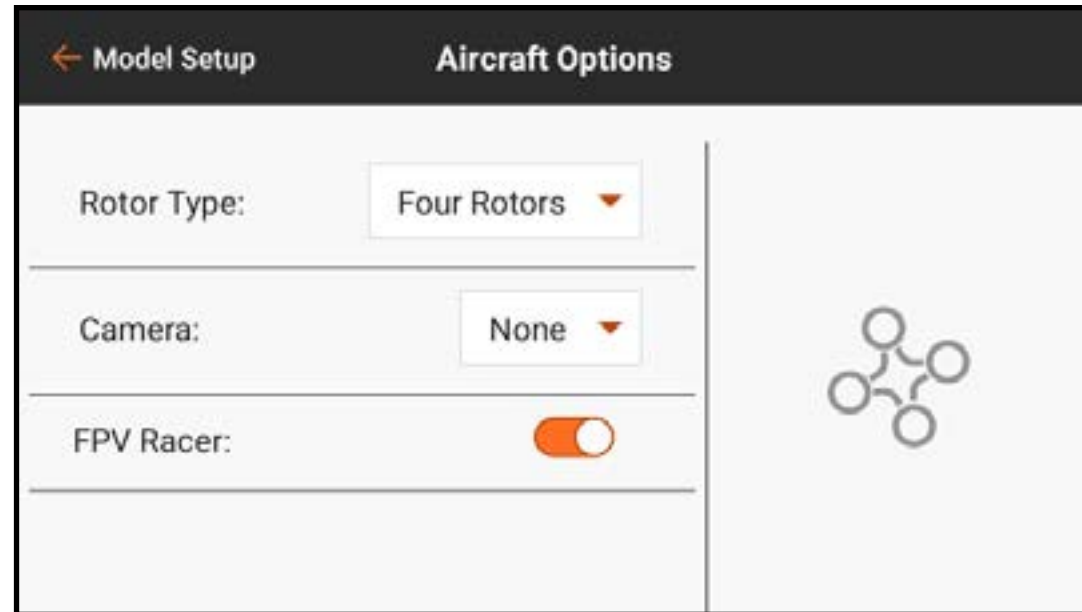 Model Setup
Aircraft Options
Rotor Type:
Four Rotors
Camera:
None
FPV Racer: